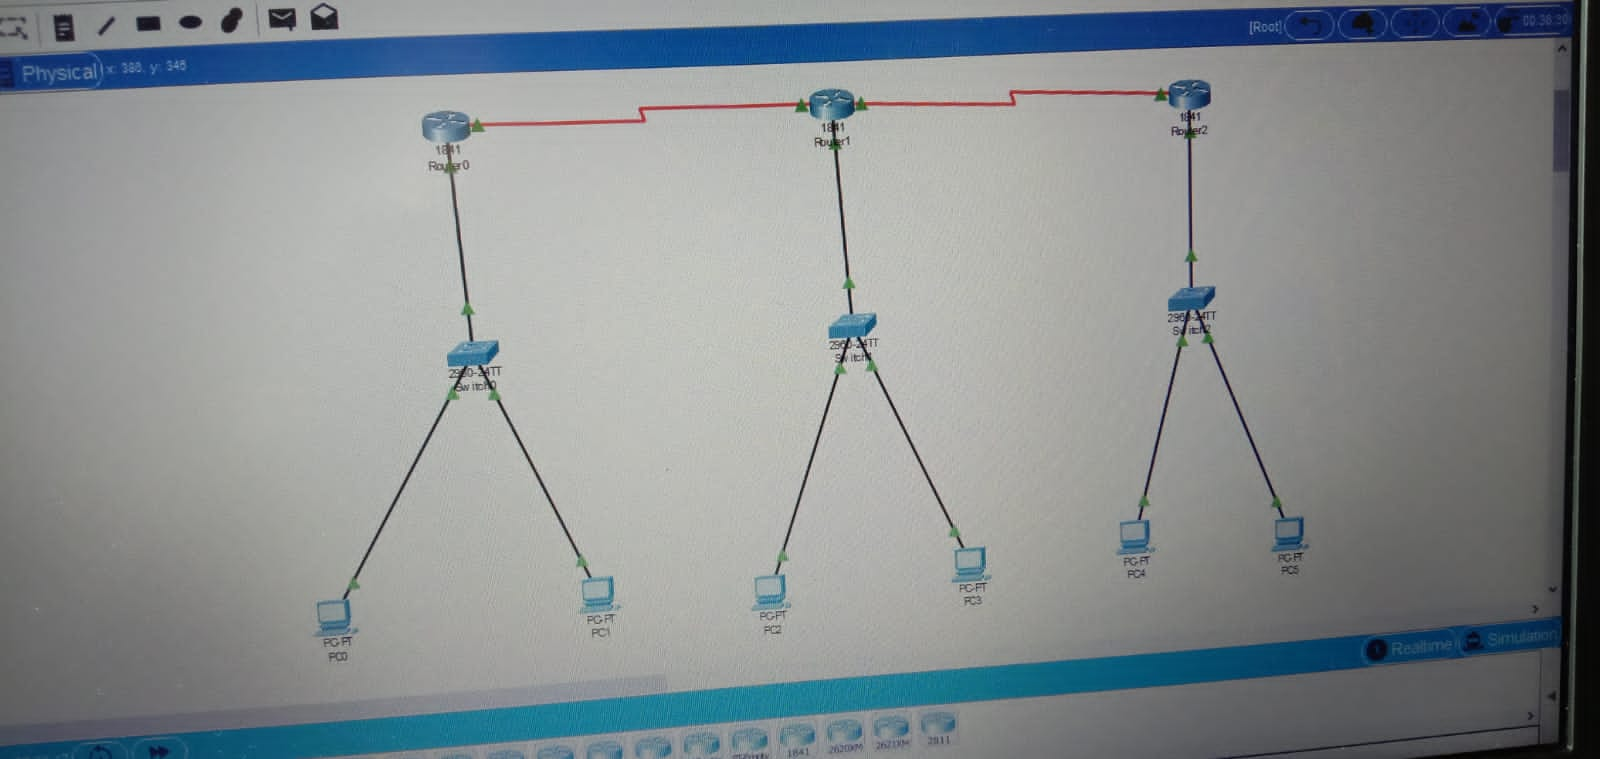 [Root]
00:38:30
Physical
x: 386, y: 346
1841
Router0
1841
Router1
1841
Router2
2960-24TT
Switch0
2960-24TT
Switch1
2960-24TT
Switch2
PC-PT
PC0
PC-PT
PC1
PC-PT
PC2
PC-PT
PC3
PC-PT
PC4
PC-PT
PC5
Realtime
Simulation
1841
2620XM
2621XM
2811